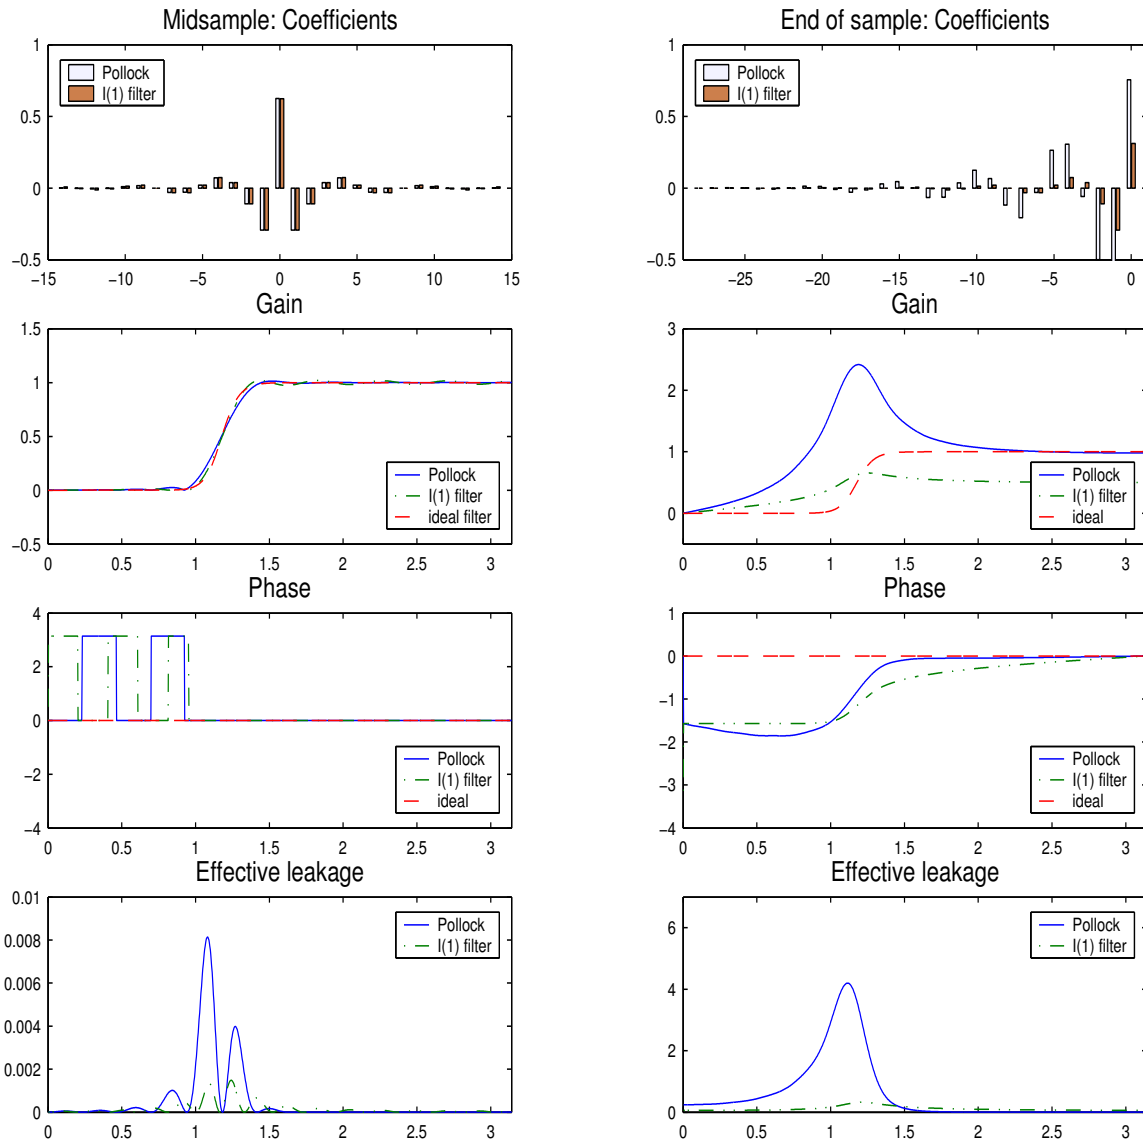 Midsample: Coefficients
End of sample: Coefficients
1
0.5
0
−0.5
Pollock
I(1) filter
−15 −10 −5 0 5 10 15
1
0.5
0
−0.5
Pollock
I(1) filter
−25 −20 −15 −10 −5 0
Gain
1.5
1
0.5
0
−0.5
Pollock
I(1) filter
ideal filter
0 0.5 1 1.5 2 2.5 3
Gain
3
2
1
0
Pollock
I(1) filter
ideal
0 0.5 1 1.5 2 2.5 3
Phase
4
2
0
−2
−4
Pollock
I(1) filter
ideal
0 0.5 1 1.5 2 2.5 3
Phase
1
0
−1
−2
−3
−4
Pollock
I(1) filter
ideal
0 0.5 1 1.5 2 2.5 3
Effective leakage
0.01
0.008
0.006
0.004
0.002
0
Pollock
I(1) filter
0 0.5 1 1.5 2 2.5 3
Effective leakage
6
4
2
0
Pollock
I(1) filter
0 0.5 1 1.5 2 2.5 3